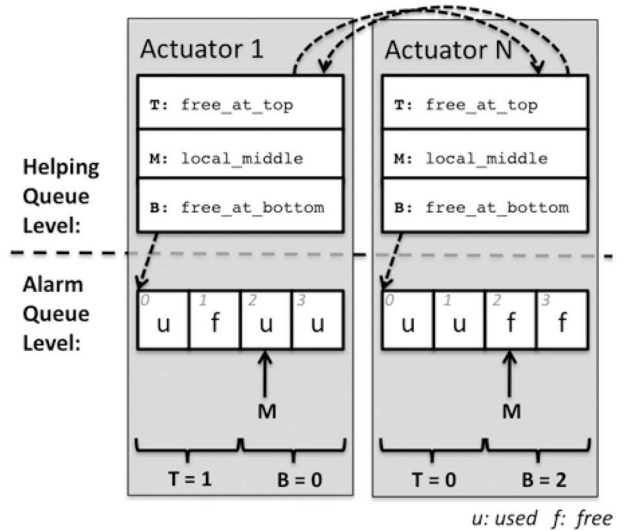 Actuator 1
Actuator N
T: free_at_top
T: free_at_top
M: local_middle
M: local_middle
B: free_at_bottom
B: free_at_bottom
Helping
Queue
Level:
Alarm
Queue
Level:
0 1 2 3
u f u u
0 1 2 3
u u f f
M
M
T = 1 B = 0
T = 0 B = 2
u: used f: free